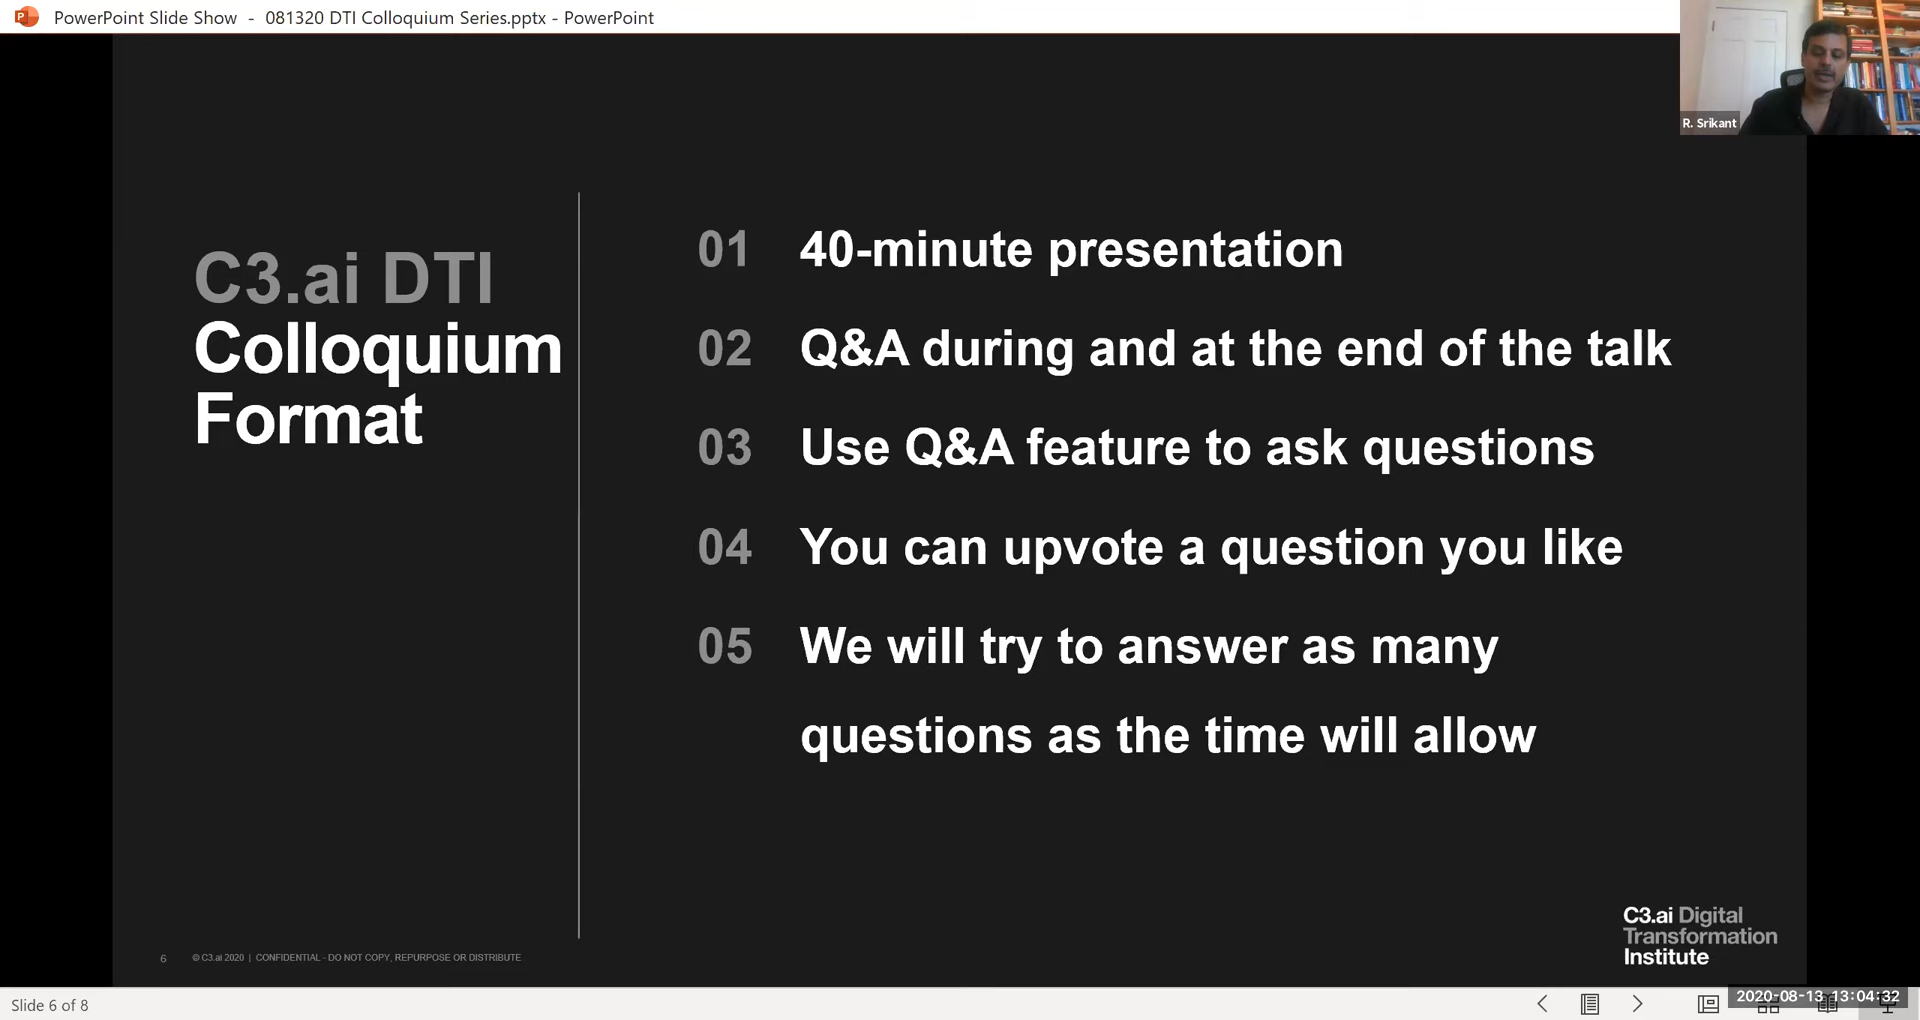 PowerPoint Slide Show - 081320 DTI Colloquium Series.pptx - PowerPoint
R. Srikant
C3.ai DTI
Colloquium
Format
01 40-minute presentation
02 Q&A during and at the end of the talk
03 Use Q&A feature to ask questions
04 You can upvote a question you like
05 We will try to answer as many
questions as the time will allow
6 © C3.ai 2020 | CONFIDENTIAL - DO NOT COPY, REPURPOSE OR DISTRIBUTE
C3.ai Digital
Transformation
Institute
Slide 6 of 8
2020-08-13 13:04:32